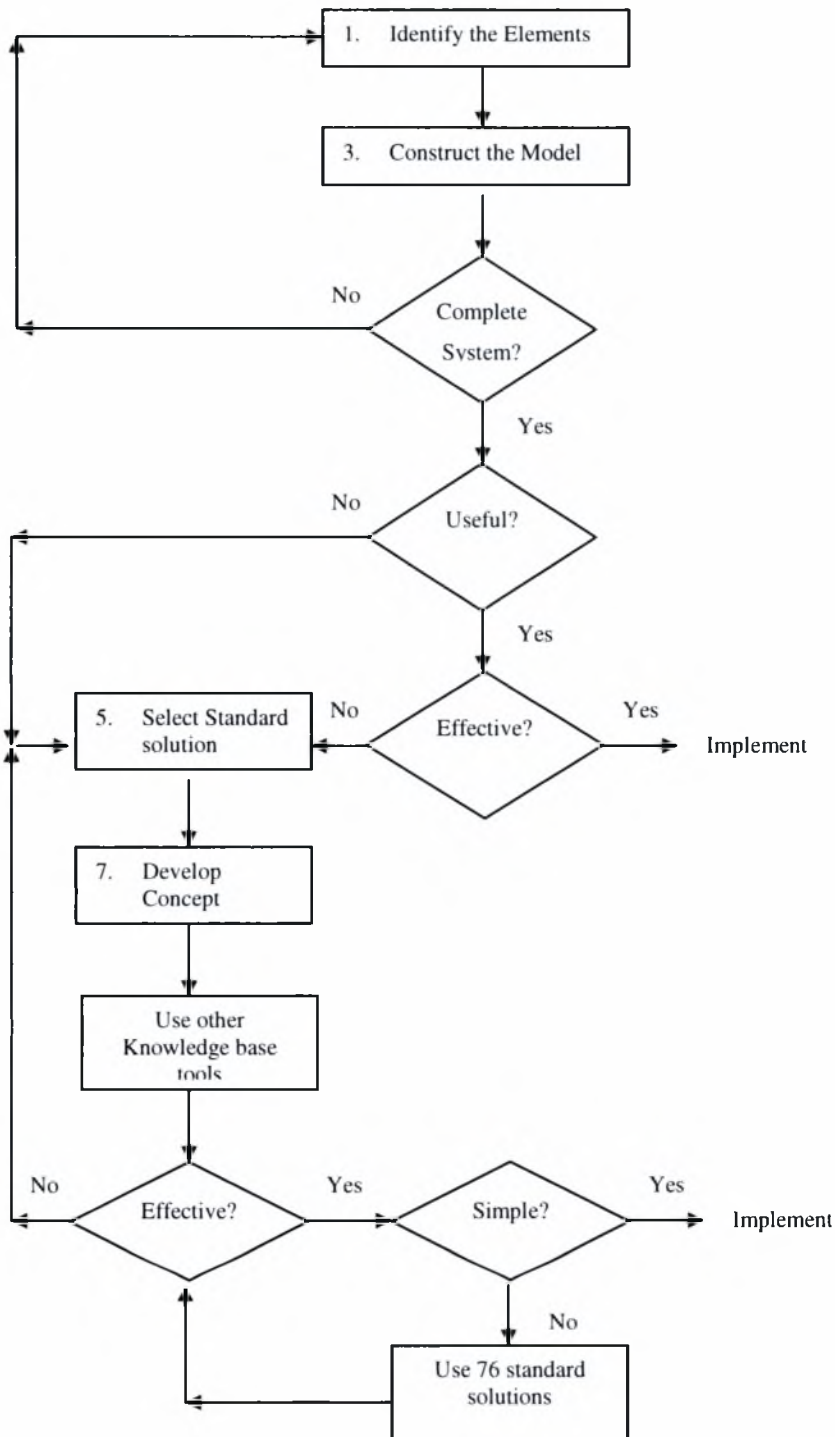 1. Identify the Elements
3. Construct the Model
No
Complete
System?
Yes
No
Useful?
Yes
5. Select Standard
solution
No
Effective?
Yes
Implement
7. Develop
Concept
Use other
Knowledge base
tools
No
Effective?
Yes
Simple?
Yes
Implement
No
Use 76 standard
solutions